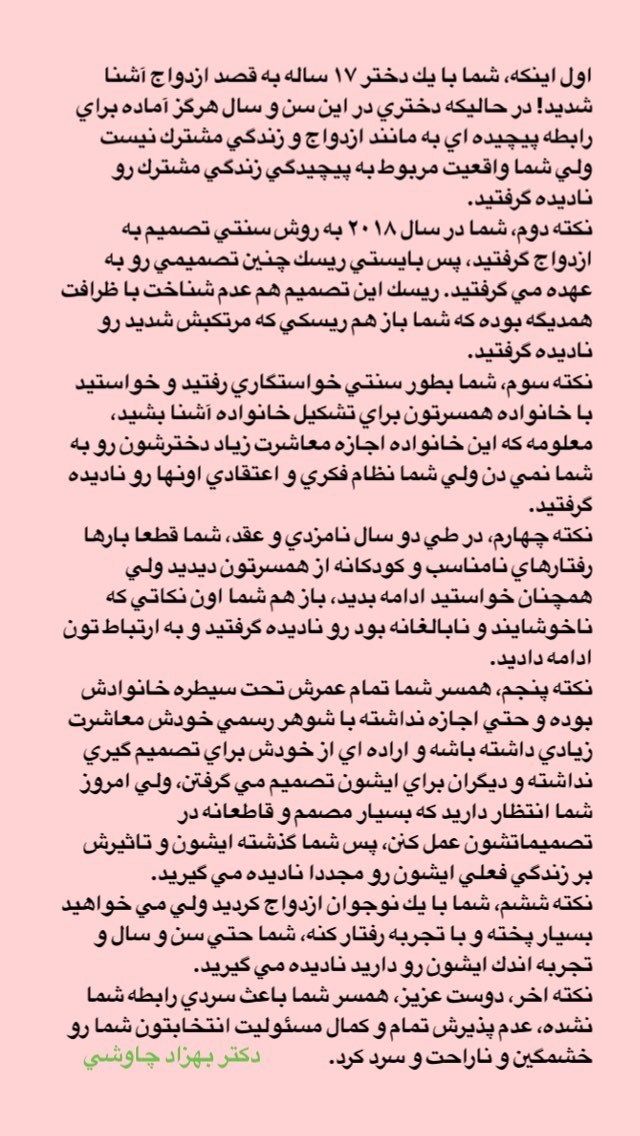 اول اينكه، شما با يك دختر ١٧ ساله به قصد ازدواج آشنا
شديد! در حاليكه دختري در اين سن و سال هرگز آماده براي
رابطه پيچيده اي به مانند ازدواج و زندگي مشترك نيست
ولي شما واقعيت مربوط به پيچيدگي زندگي مشترك رو
ناديده گرفتيد.
نكته دوم، شما در سال ٢٠١٨ به روش سنتي تصميم به
ازدواج گرفتيد، پس بايستي ريسك چنين تصميمي رو به
عهده مي گرفتيد. ريسك اين تصميم هم عدم شناخت با ظرافت
همديگه بوده كه شما باز هم ريسكي كه مرتكبش شديد رو
ناديده گرفتيد.
نكته سوم، شما بطور سنتي خواستگاري رفتيد و خواستيد
با خانواده همسرتون براي تشكيل خانواده آشنا بشيد،
معلومه كه اين خانواده اجازه معاشرت زياد دخترشون رو به
شما نمي دن ولي شما نظام فكري و اعتقادي اونها رو ناديده
گرفتيد.
نكته چهارم، در طي دو سال نامزدي و عقد، شما قطعا بارها
رفتارهاي نامناسب و كودكانه از همسرتون ديديد ولي
همچنان خواستيد ادامه بديد، باز هم شما اون نكاتي كه
ناخوشايند و نابالغانه بود رو ناديده گرفتيد و به ارتباط تون
ادامه داديد.
نكته پنجم، همسر شما تمام عمرش تحت سيطره خانوادش
بوده و حتي اجازه نداشته با شوهر رسمي خودش معاشرت
زيادي داشته باشه و اراده اي از خودش براي تصميم گيري
نداشته و ديگران براي ايشون تصميم مي گرفتن، ولي امروز
شما انتظار داريد كه بسيار مصمم و قاطعانه در
تصميماتشون عمل كنن، پس شما گذشته ايشون و تاثيرش
بر زندگي فعلي ايشون رو مجددا ناديده مي گيريد.
نكته ششم، شما با يك نوجوان ازدواج كرديد ولي مي خواهيد
بسيار پخته و با تجربه رفتار كنه، شما حتي سن و سال و
تجربه اندك ايشون رو داريد ناديده مي گيريد.
نكته اخر، دوست عزيز، همسر شما باعث سردي رابطه شما
نشده، عدم پذيرش تمام و كمال مسئوليت انتخابتون شما رو
خشمگين و ناراحت و سرد كرد. دكتر بهزاد چاوشي